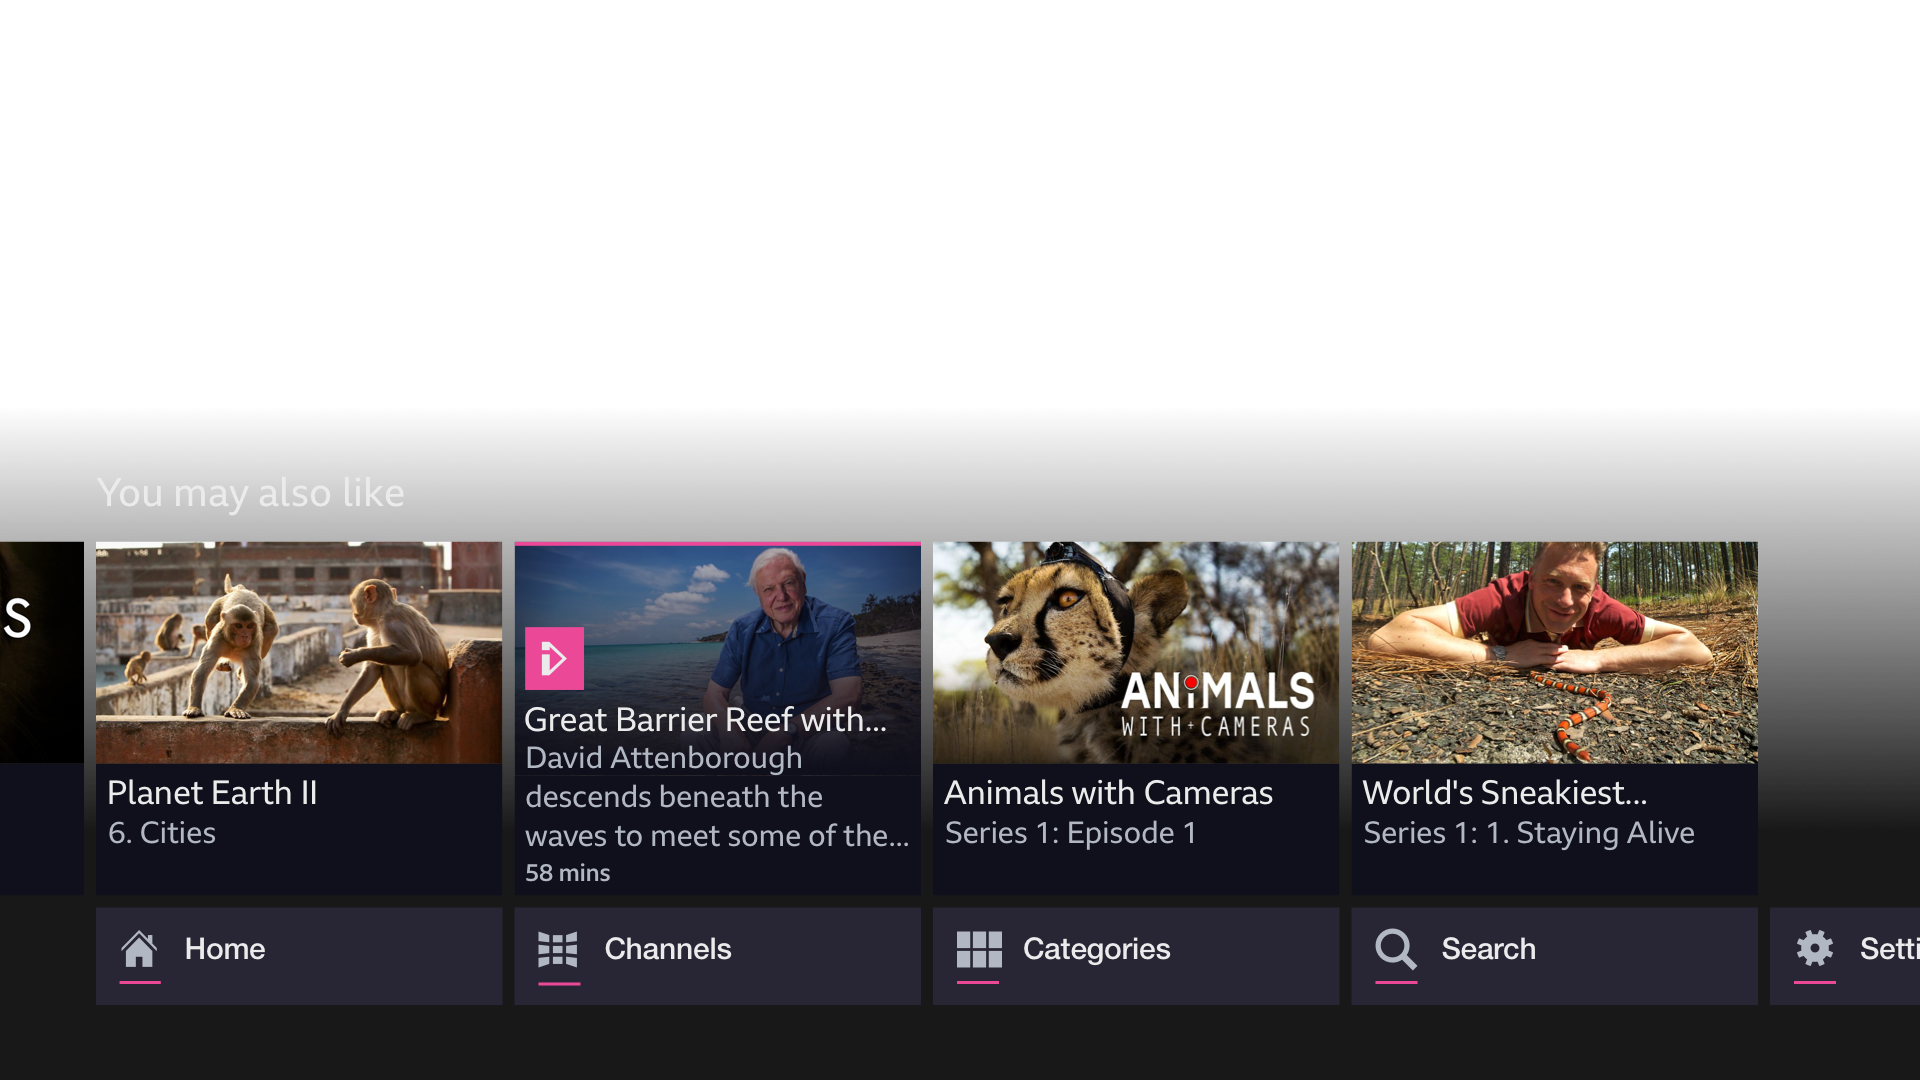 You may also like
S
Planet Earth II
6. Cities
Great Barrier Reef with...
David Attenborough
descends beneath the
waves to meet some of the...
58 mins
ANiMALS
WITH+CAMERAS
Animals with Cameras
Series 1: Episode 1
World's Sneakiest...
Series 1: 1. Staying Alive
Home
Channels
Categories
Search
Setti